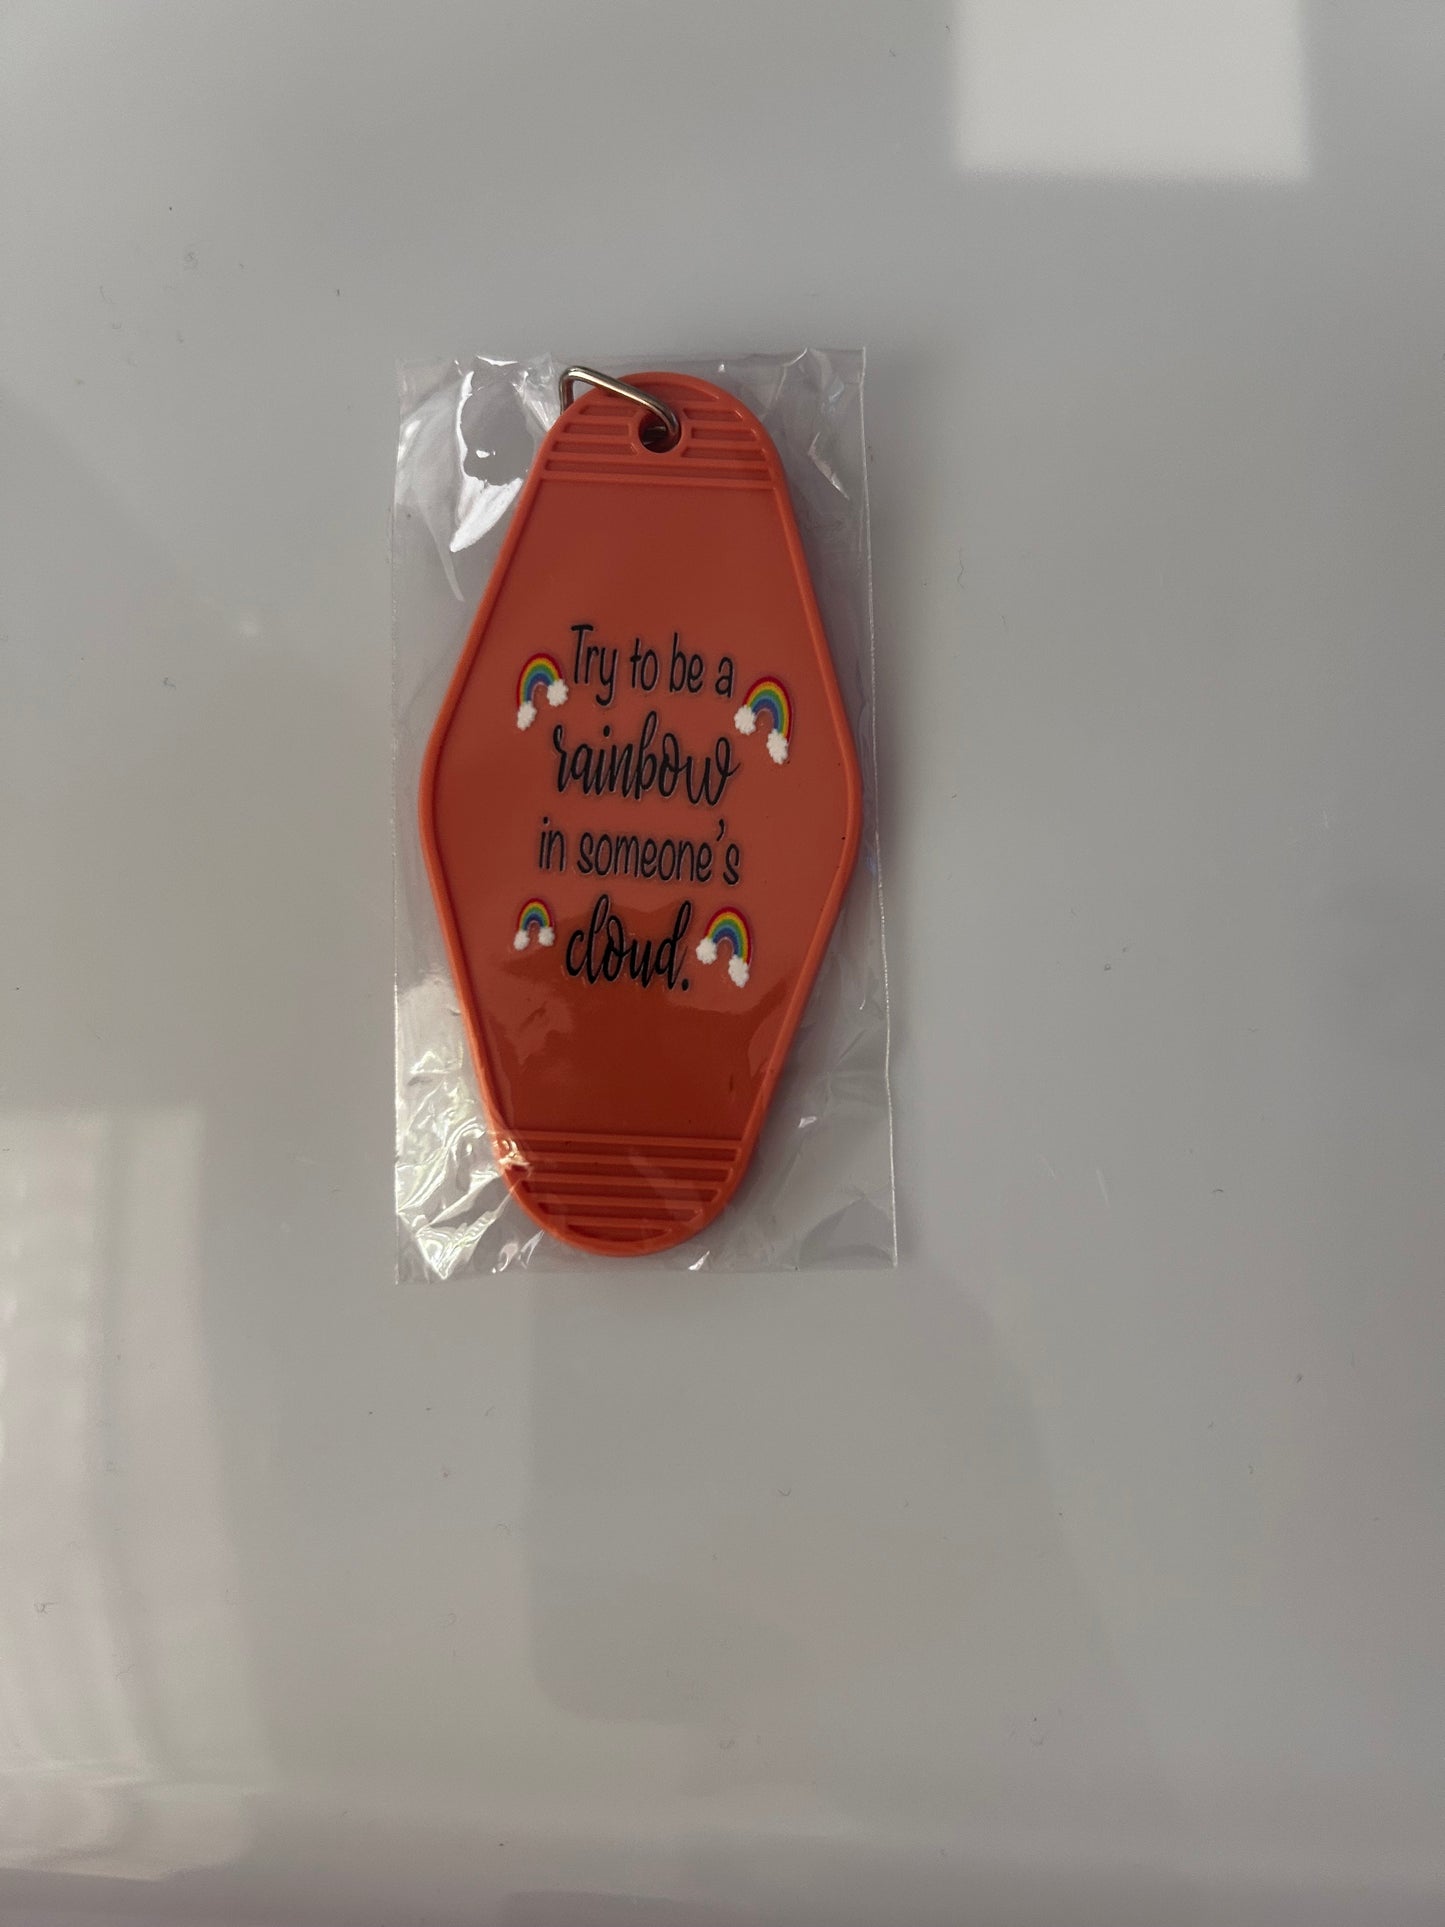 Try to be a
rainbow
in someone's
cloud.